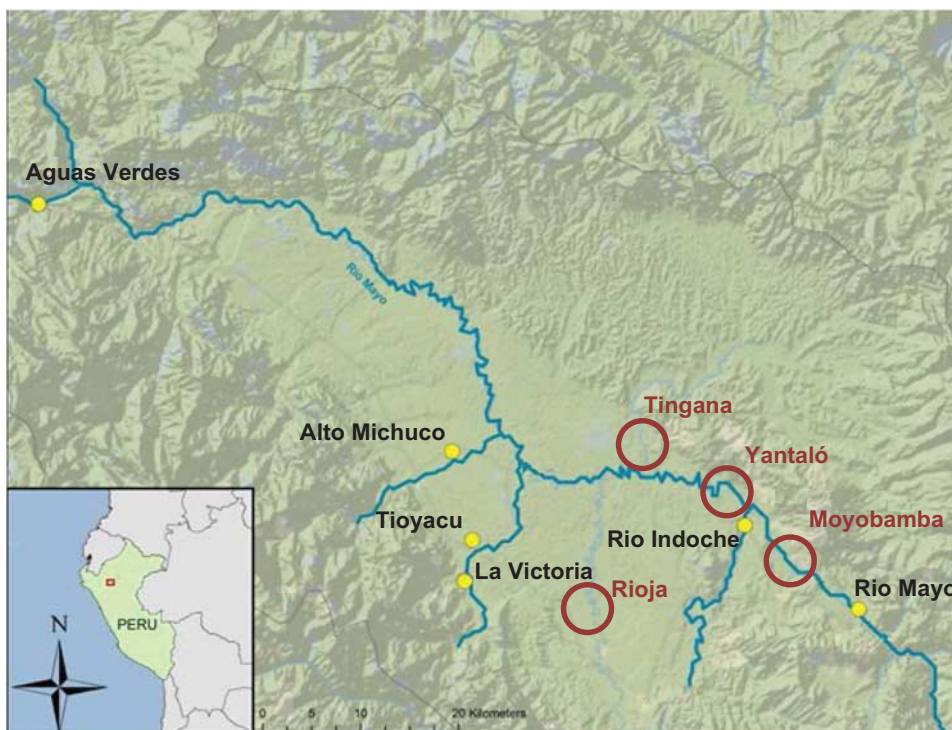 Aguas Verdes
Rio Mayo
Tingana
Alto Michuco
Yantaló
Moyobamba
Tioyacu
Rio Indoche
La Victoria
Rioja
Rio Mayo
PERU
N
0 5 10 20 Kilometers